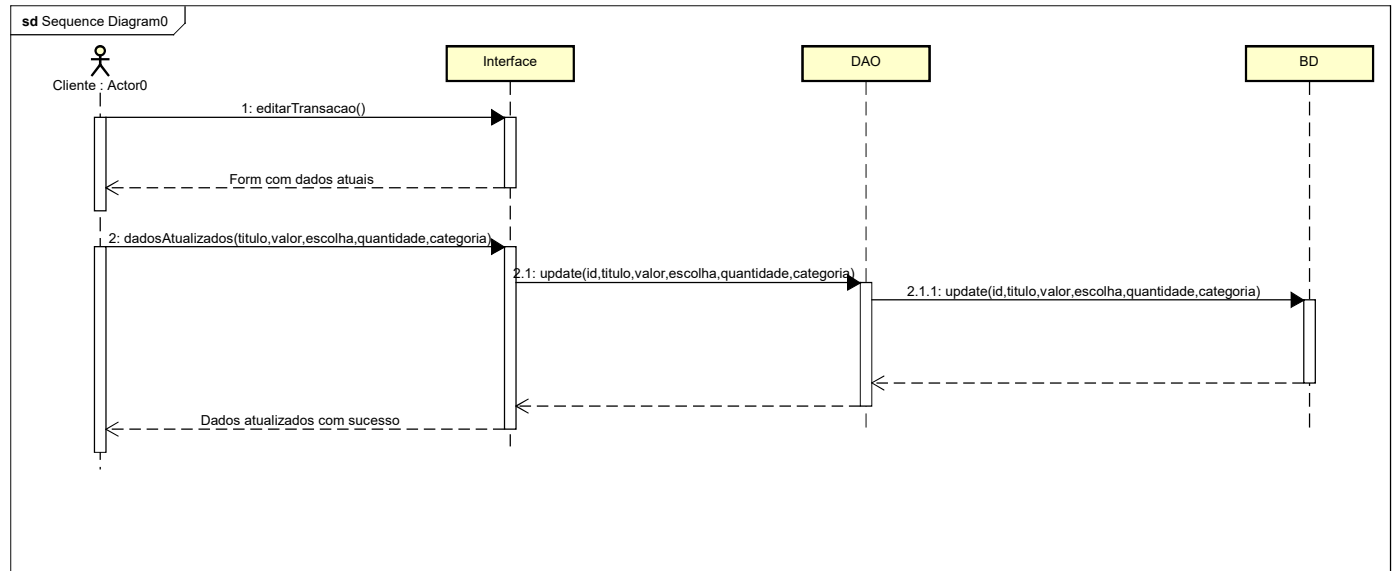 sd Sequence Diagram0
Cliente : Actor0
Interface
DAO
BD
1: editarTransacao()
Form com dados atuais
2: dadosAtualizados(titulo,valor,escolha,quantidade,categoria)
2.1: update(id,titulo,valor,escolha,quantidade,categoria)
2.1.1: update(id,titulo,valor,escolha,quantidade,categoria)
Dados atualizados com sucesso